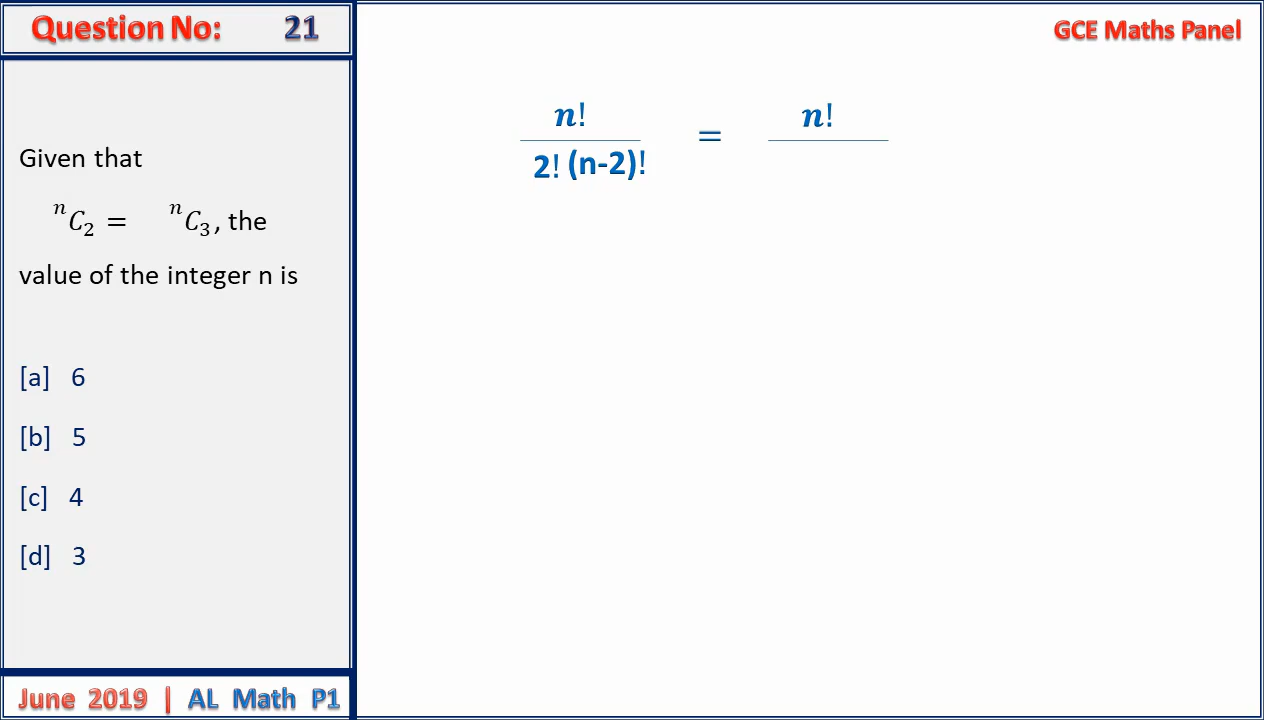 Question No: 21
GCE Maths Panel
Given that
ⁿC₂ = ⁿC₃, the
value of the integer n is
[a] 6
[b] 5
[c] 4
[d] 3
n! = n!
2! (n-2)!
June 2019 | AL Math P1